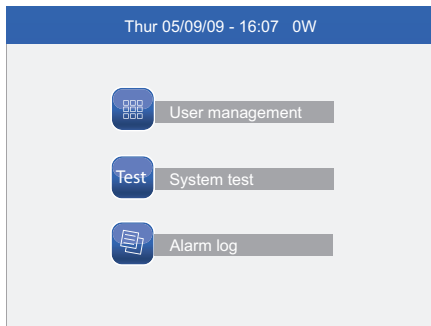 Thur 05/09/09 - 16:07 0W
User management
Test System test
Alarm log